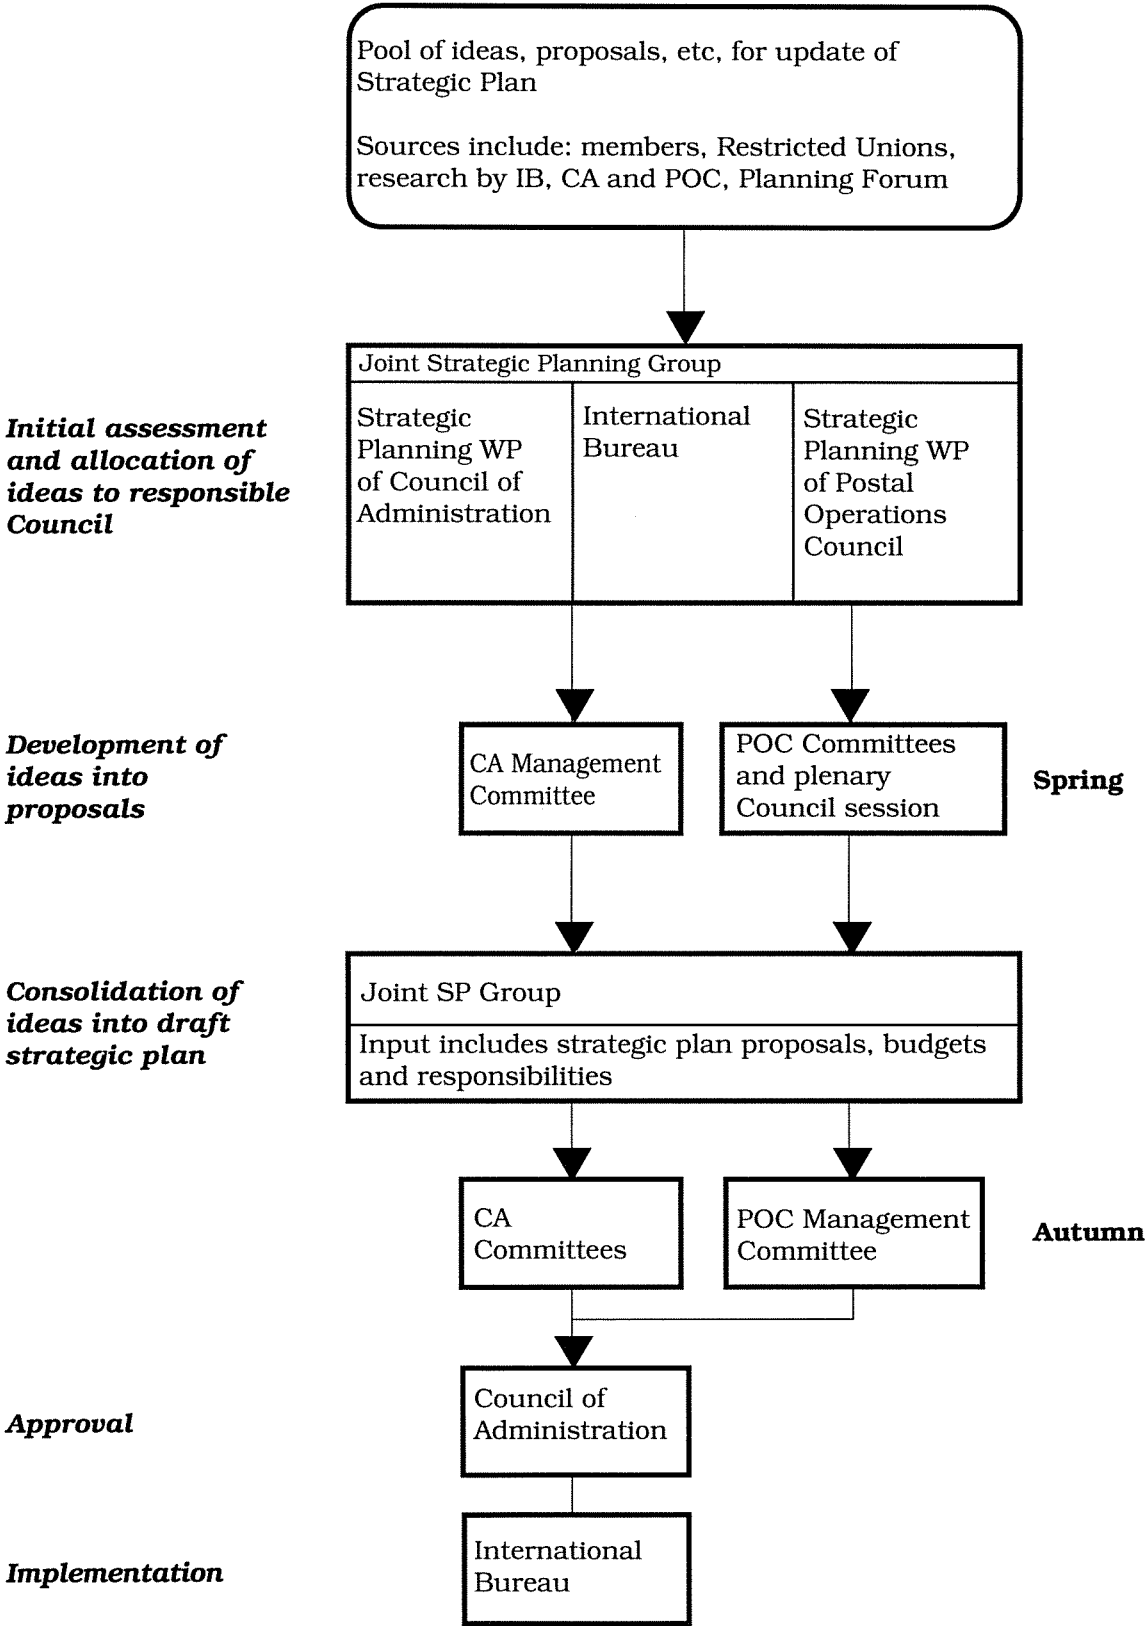 Pool of ideas, proposals, etc, for update of
Strategic Plan
Sources include: members, Restricted Unions,
research by IB, CA and POC, Planning Forum
Joint Strategic Planning Group
Initial assessment
and allocation of
ideas to responsible
Council
Strategic
Planning WP
of Council of
Administration
International
Bureau
Strategic
Planning WP
of Postal
Operations
Council
Development of
ideas into
proposals
CA Management
Committee
POC Committees
and plenary
Council session
Spring
Consolidation of
ideas into draft
strategic plan
Joint SP Group
Input includes strategic plan proposals, budgets
and responsibilities
CA
Committees
POC Management
Committee
Autumn
Approval
Council of
Administration
Implementation
International
Bureau